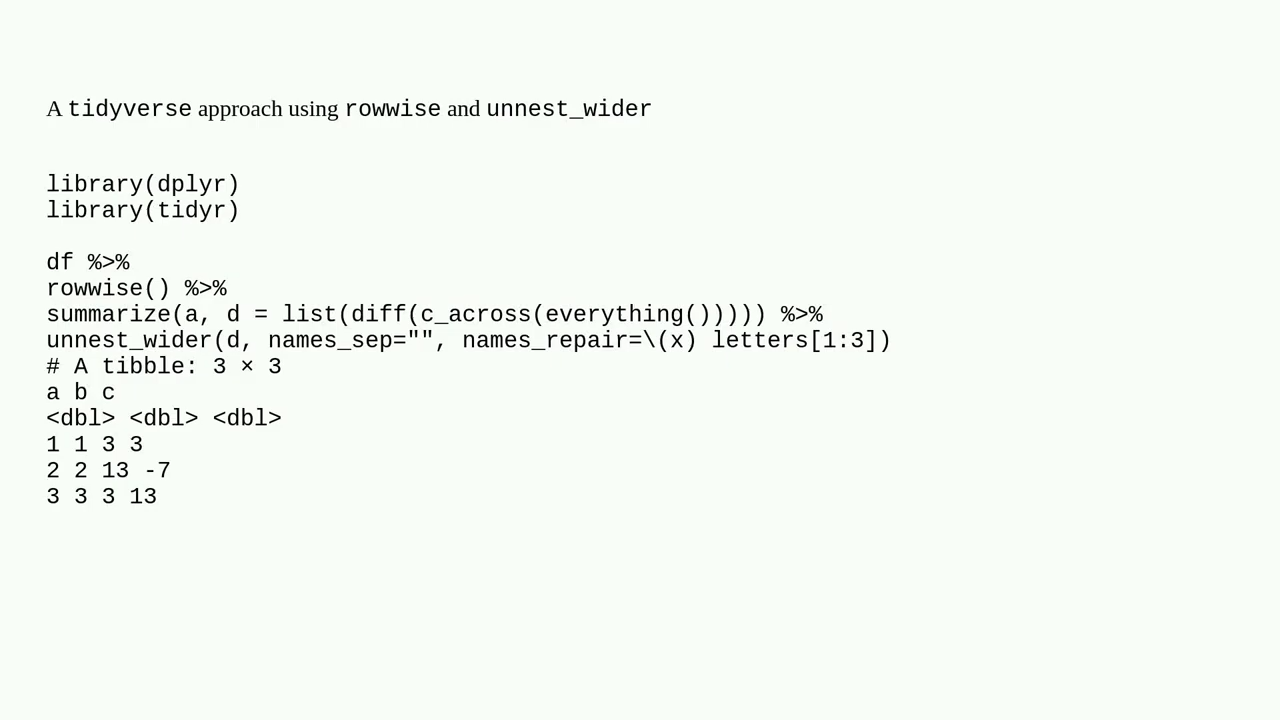 A tidyverse approach using rowwise and unnest_wider
library(dplyr)
library(tidyr)
df %>%
rowwise() %>%
summarize(a, d = list(diff(c_across(everything())))) %>%
unnest_wider(d, names_sep="", names_repair=\(x) letters[1:3])
# A tibble: 3 × 3
a b c
<dbl> <dbl> <dbl>
1 1 3 3
2 2 13 -7
3 3 3 13